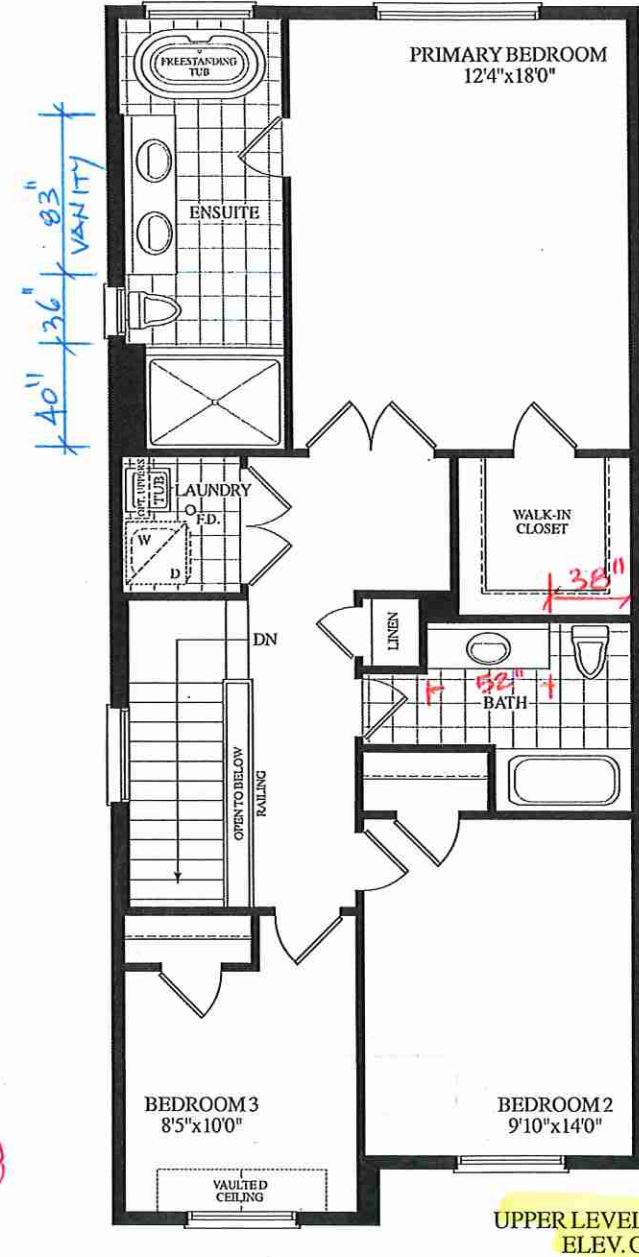 PRIMARY BEDROOM
12'4"x18'0"
FREESTANDING
TUB
83"
VANITY
36"
40"
ENSUITE
OPT. UPPERS
TUB
LAUNDRY
F.D.
W
D
WALK-IN
CLOSET
38"
LINEN
DN
52"
BATH
OPEN TO BELOW
RAILING
BEDROOM 3
8'5"x10'0"
BEDROOM 2
9'10"x14'0"
VAULTED
CEILING
UPPER LEVEL
ELEV. C